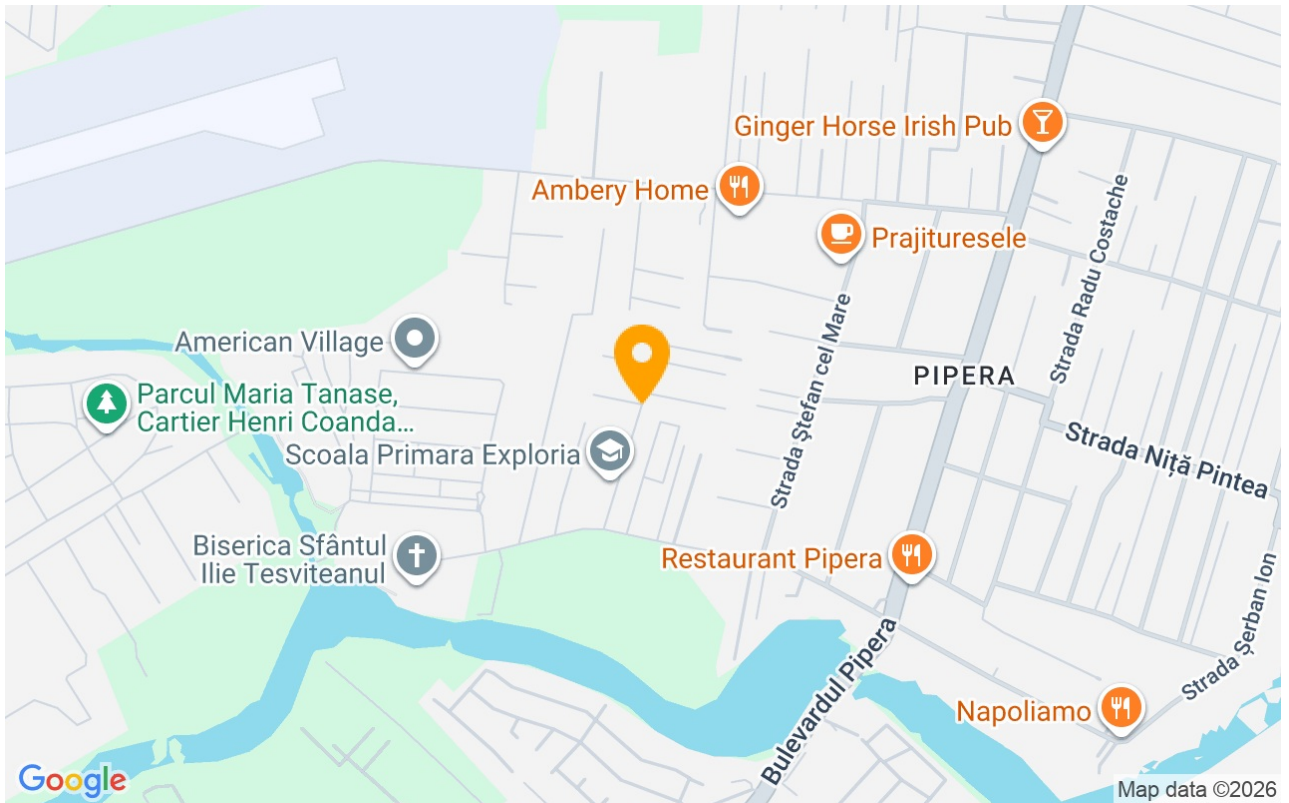 Ginger Horse Irish Pub
Ambery Home
Prajituresele
Strada Radu Costache
American Village
Strada Ștefan cel Mare
PIPERA
Parcul Maria Tanase,
Cartier Henri Coanda...
Scoala Primara Exploria
Strada Niță Pintea
Biserica Sfântul
Ilie Tesviteanul
Restaurant Pipera
Strada Șerban Ion
Bulevardul Pipera
Napoliamo
Google
Map data ©2026